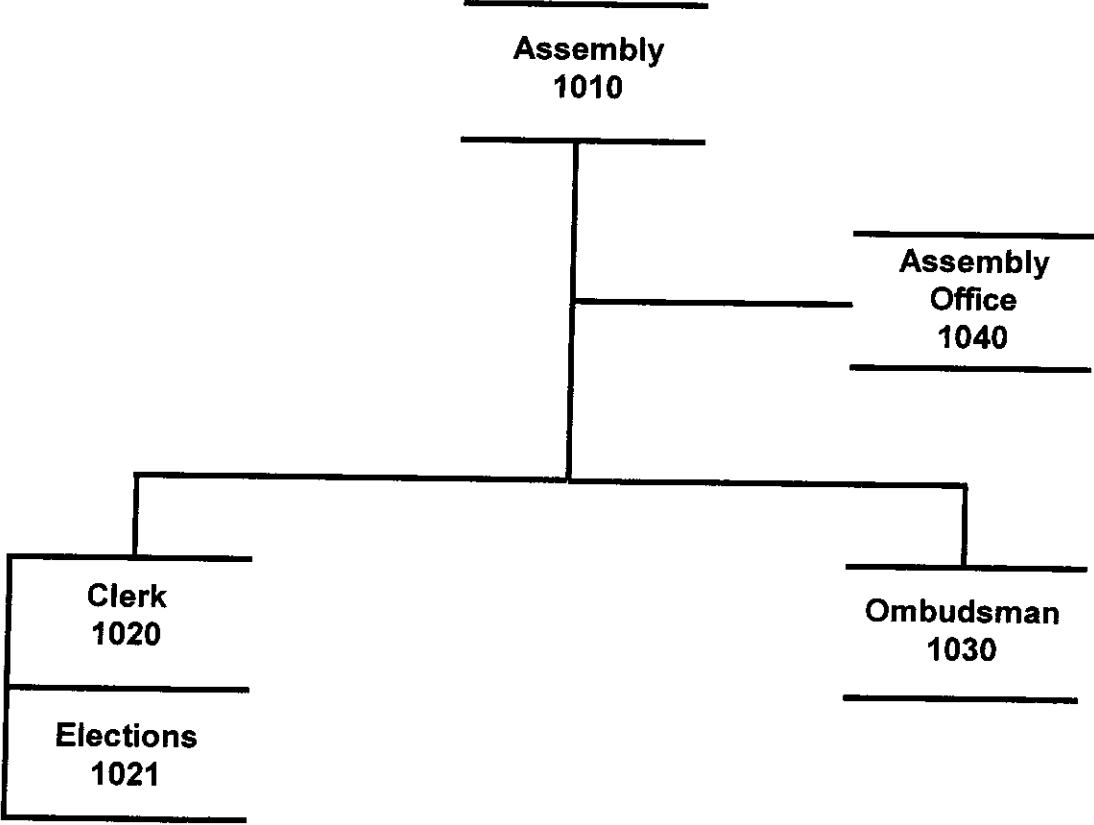 Assembly
1010
Assembly
Office
1040
Clerk
1020
Ombudsman
1030
Elections
1021